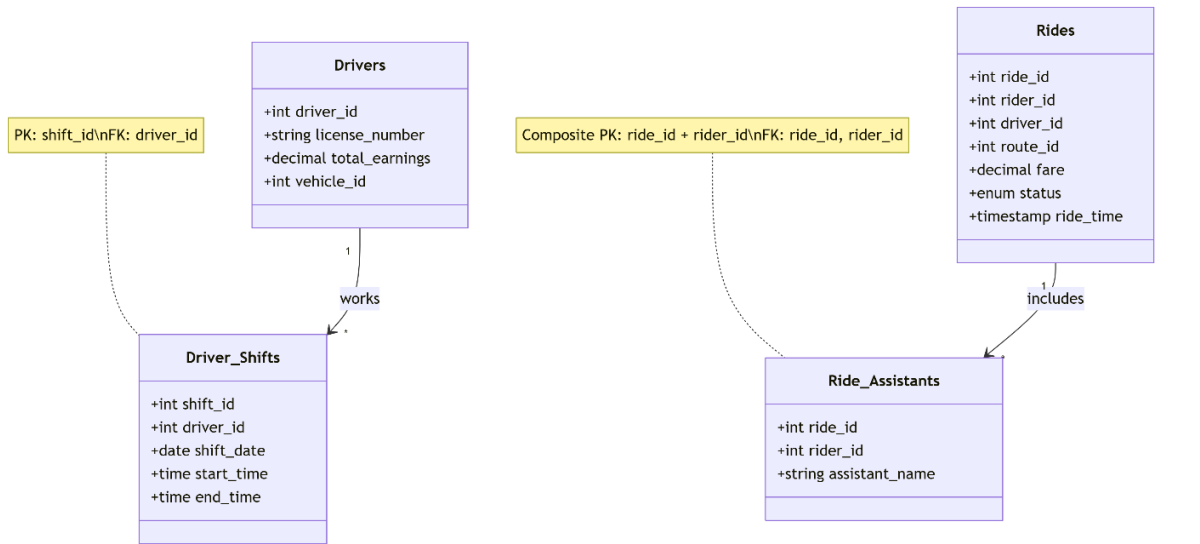 PK: shift_id\nFK: driver_id
Drivers
+int driver_id
+string license_number
+decimal total_earnings
+int vehicle_id
1
works
*
Driver_Shifts
+int shift_id
+int driver_id
+date shift_date
+time start_time
+time end_time
Composite PK: ride_id + rider_id\nFK: ride_id, rider_id
Rides
+int ride_id
+int rider_id
+int driver_id
+int route_id
+decimal fare
+enum status
+timestamp ride_time
1
includes
*
Ride_Assistants
+int ride_id
+int rider_id
+string assistant_name